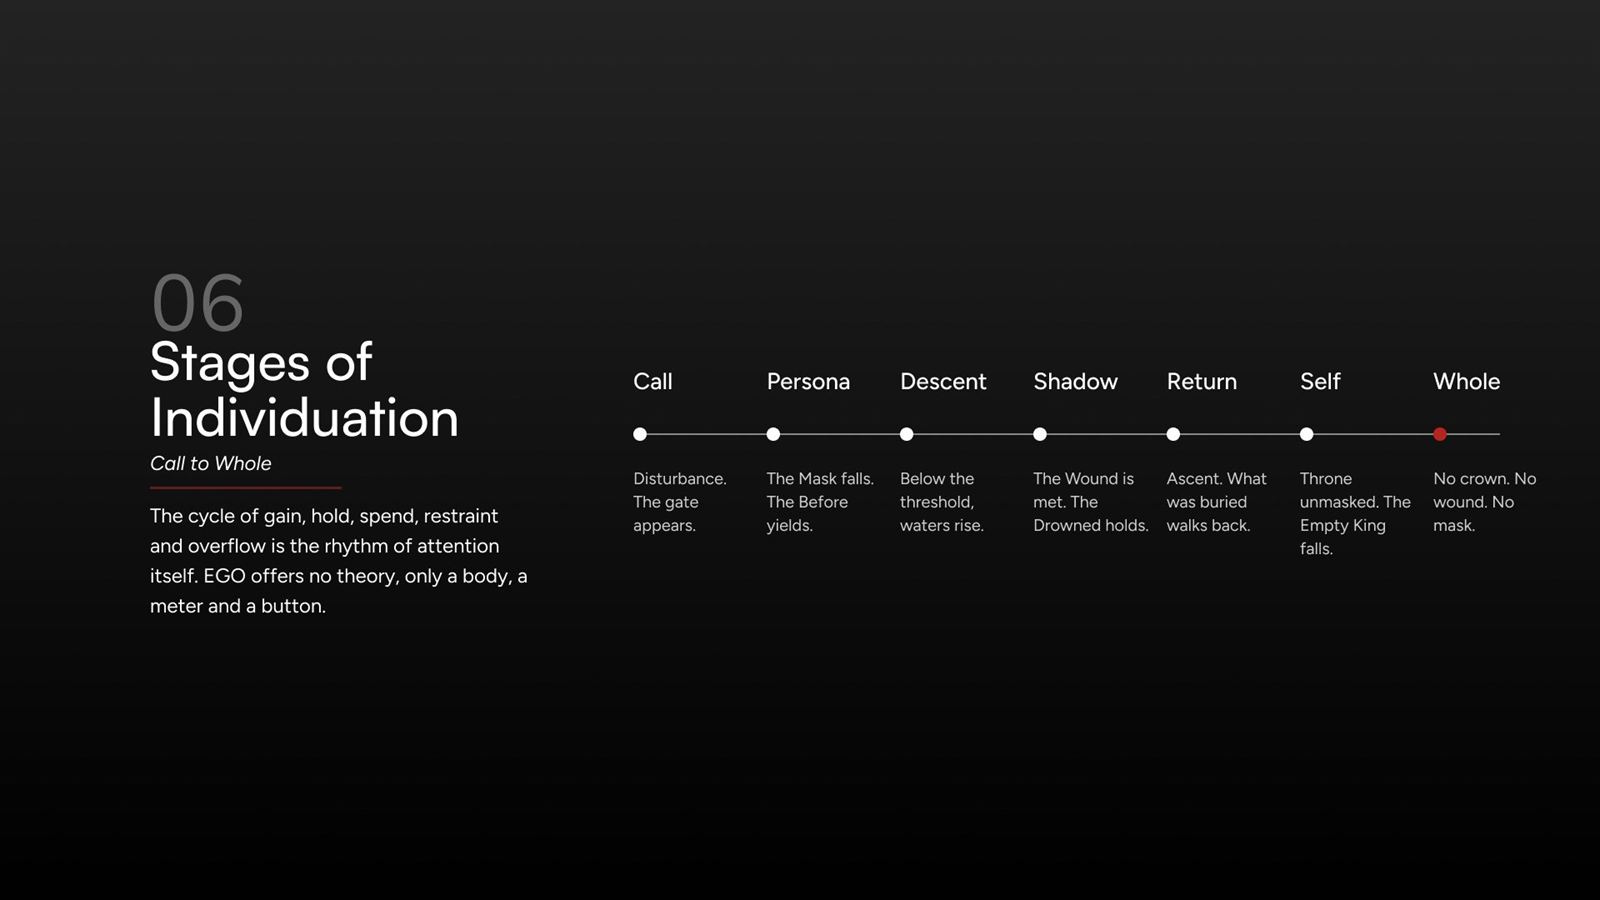 06
Stages of
Individuation
Call to Whole
The cycle of gain, hold, spend, restraint
and overflow is the rhythm of attention
itself. EGO offers no theory, only a body, a
meter and a button.
Call
Disturbance.
The gate
appears.
Persona
The Mask falls.
The Before
yields.
Descent
Below the
threshold,
waters rise.
Shadow
The Wound is
met. The
Drowned holds.
Return
Ascent. What
was buried
walks back.
Self
Throne
unmasked. The
Empty King
falls.
Whole
No crown. No
wound. No
mask.